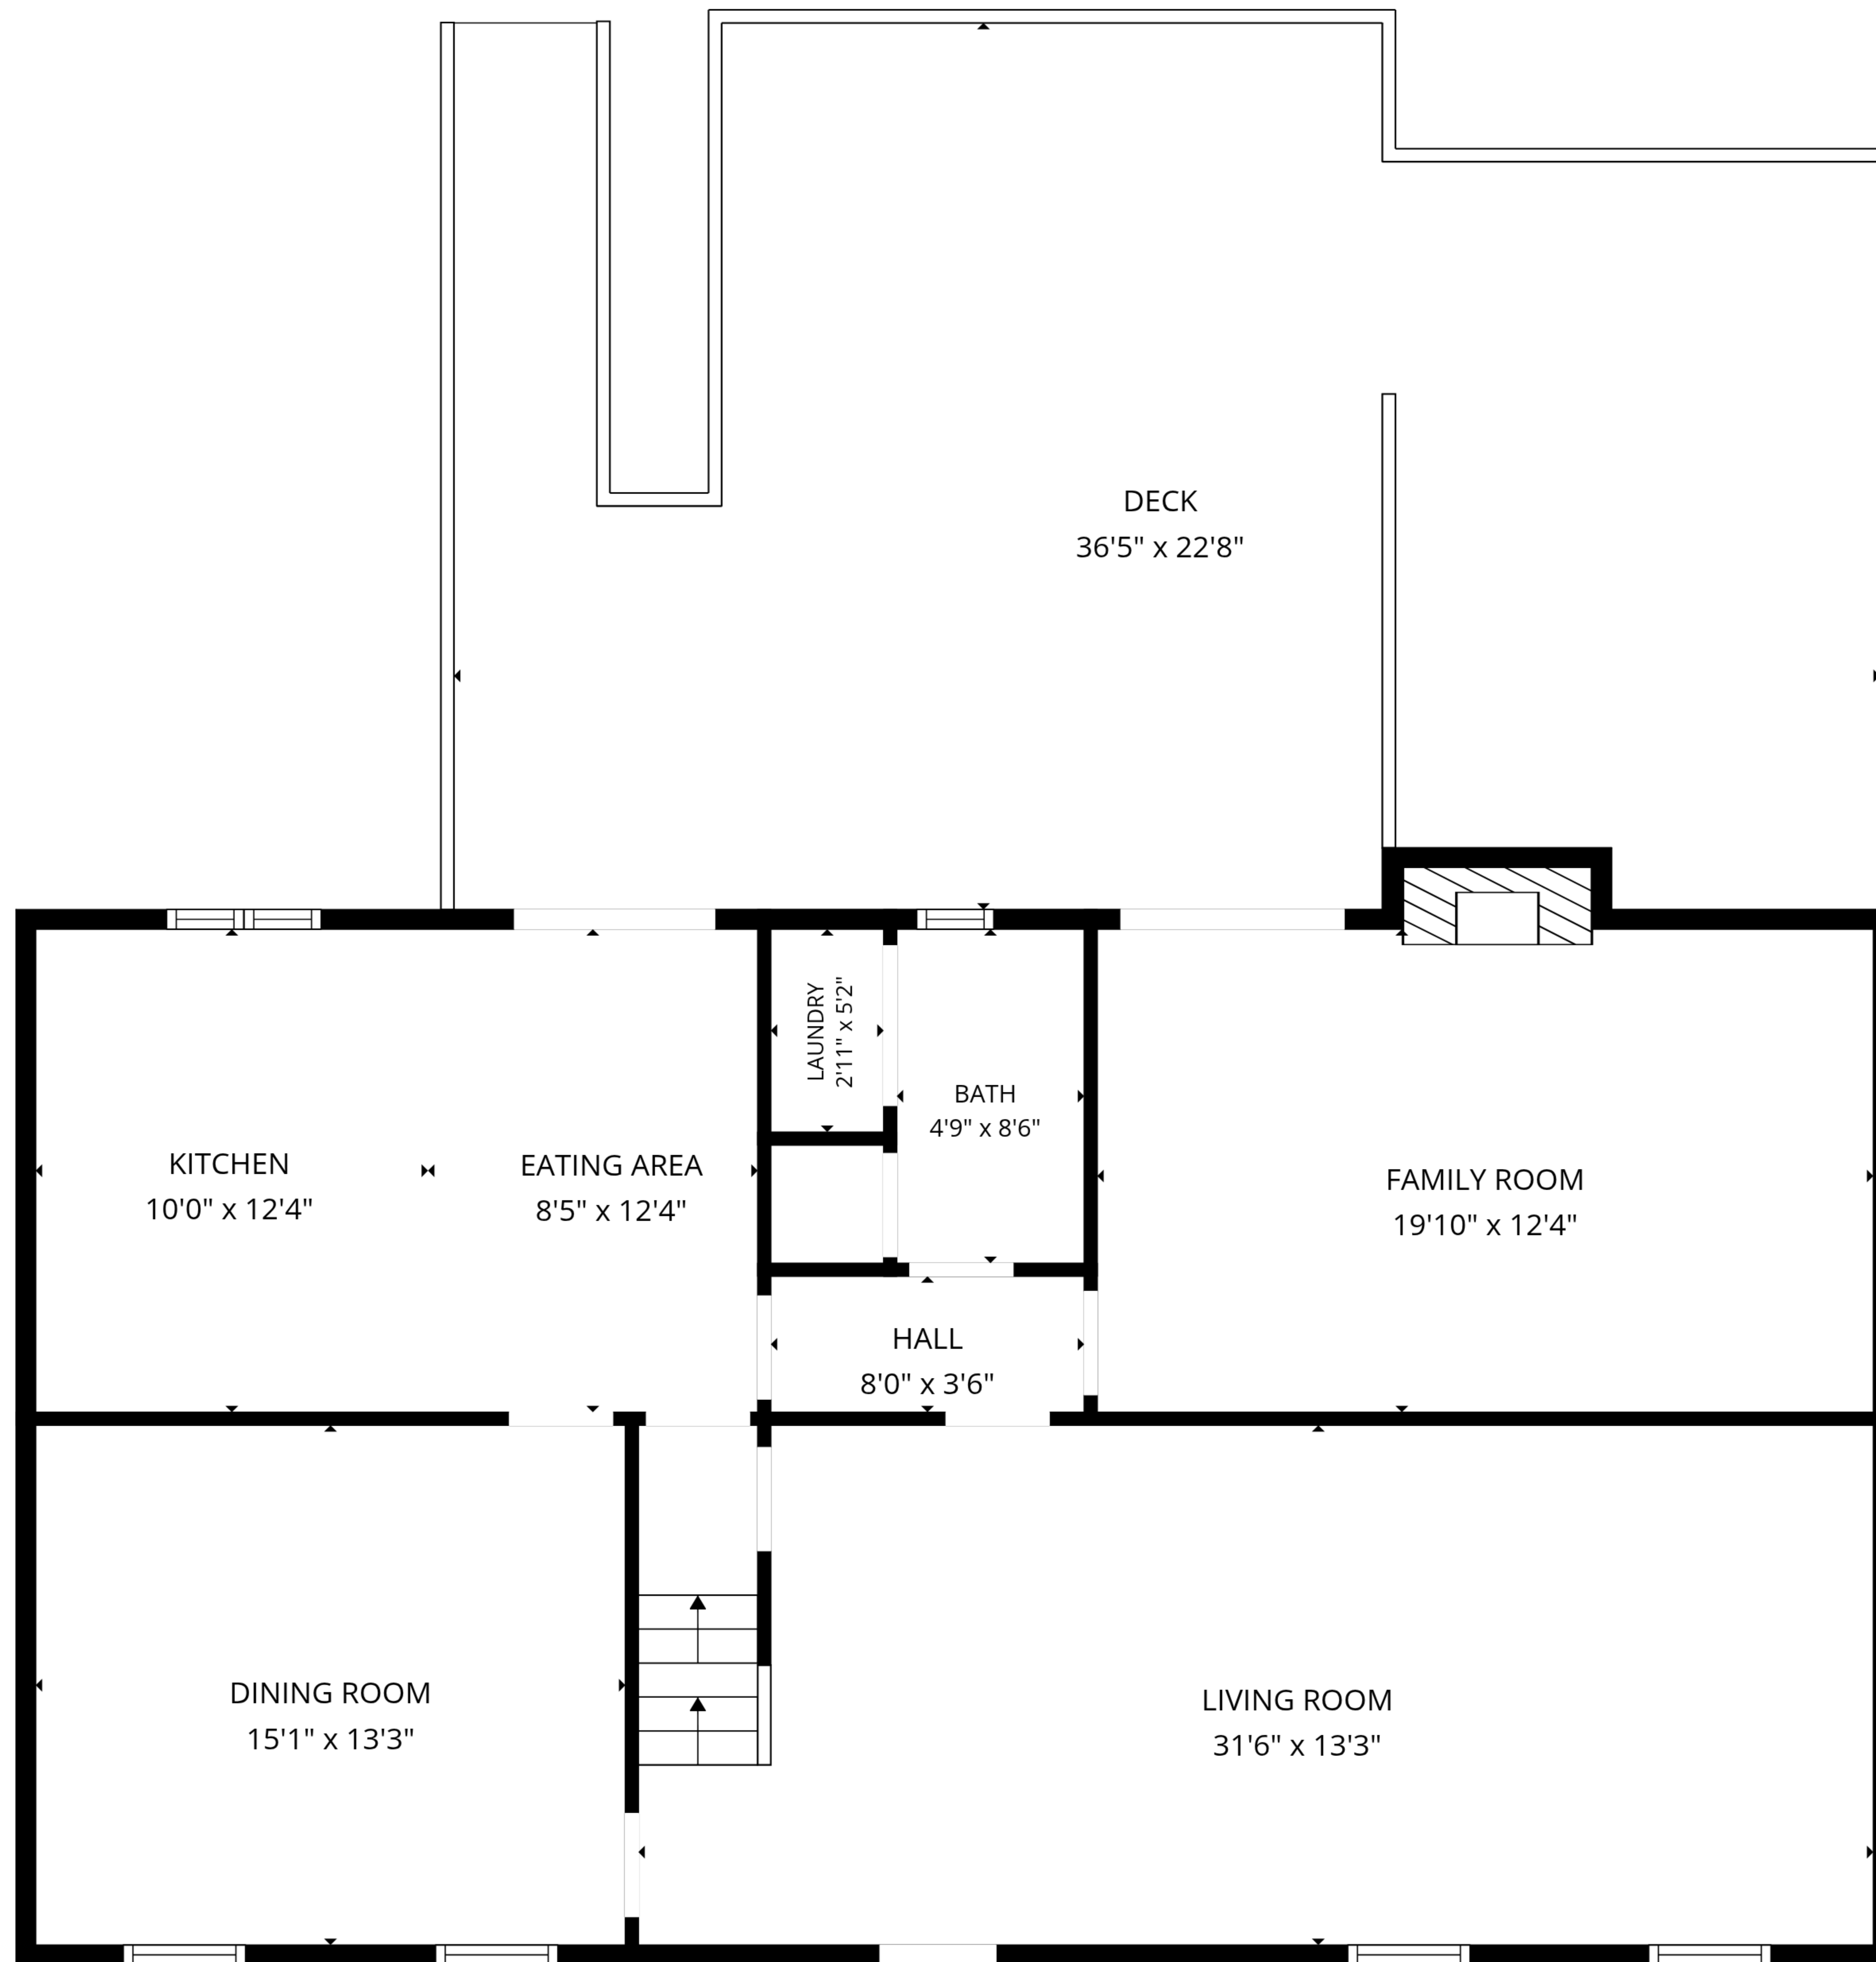 DECK
36'5" x 22'8"
LAUNDRY
2'11" x 5'2"
BATH
4'9" x 8'6"
KITCHEN
10'0" x 12'4"
EATING AREA
8'5" x 12'4"
FAMILY ROOM
19'10" x 12'4"
HALL
8'0" x 3'6"
DINING ROOM
15'1" x 13'3"
LIVING ROOM
31'6" x 13'3"